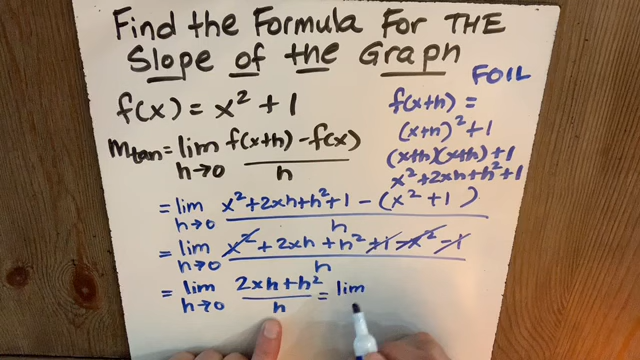 Find the Formula For THE
Slope of the Graph
FOIL
f(x) = x² + 1
f(x+h) =
(x+h)² + 1
(x+h)(x+h) + 1
x² + 2xh + h² + 1
m_tan = lim h→0 f(x+h) - f(x) / h
= lim h→0 x² + 2xh + h² + 1 - (x² + 1) / h
= lim h→0 x² + 2xh + h² + 1 - x² - 1 / h
= lim h→0 2xh + h² / h = lim